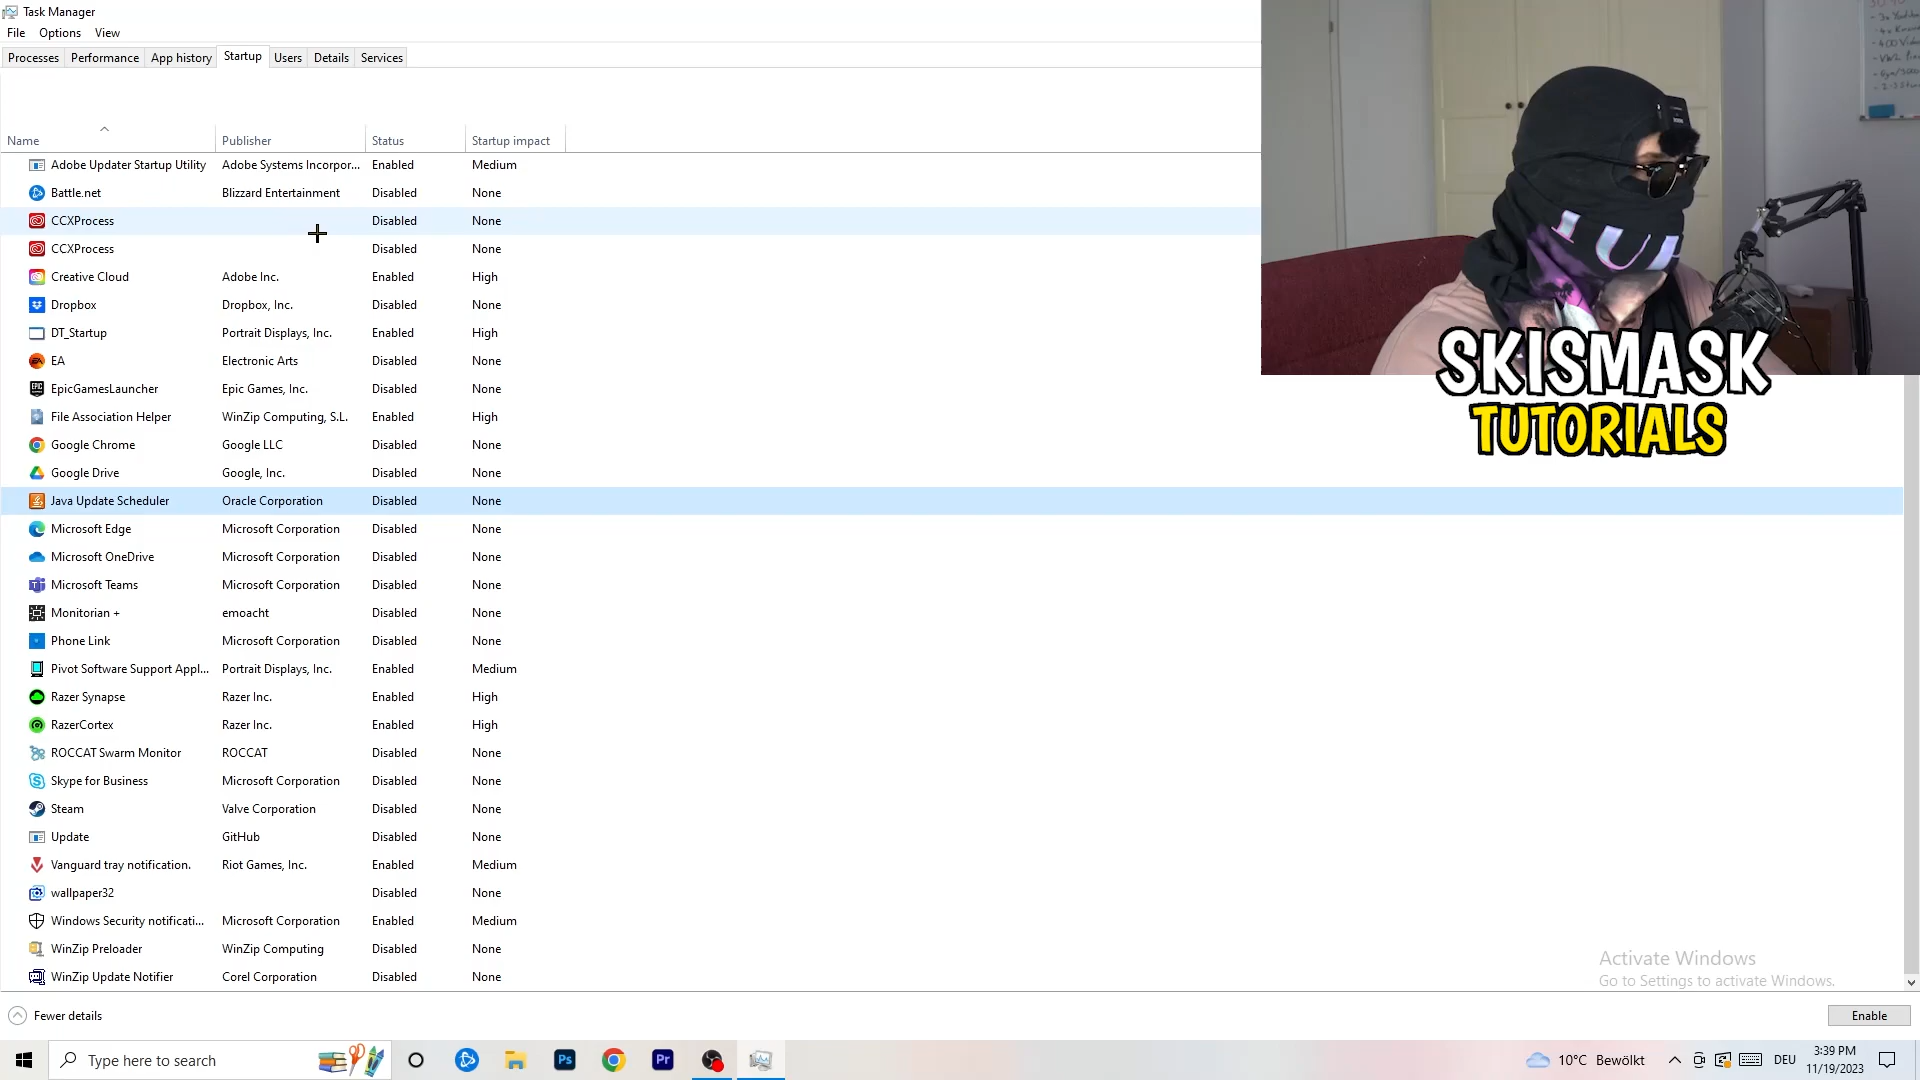 Task Manager
File Options View
Processes Performance App history Startup Users Details Services
Name Publisher Status Startup impact
Adobe Updater Startup Utility Adobe Systems Incorpor... Enabled Medium
Battle.net Blizzard Entertainment Disabled None
CCXProcess Disabled None
CCXProcess Disabled None
Creative Cloud Adobe Inc. Enabled High
Dropbox Dropbox, Inc. Disabled None
DT_Startup Portrait Displays, Inc. Enabled High
EA Electronic Arts Disabled None
EpicGamesLauncher Epic Games, Inc. Disabled None
File Association Helper WinZip Computing, S.L. Enabled High
Google Chrome Google LLC Disabled None
Google Drive Google, Inc. Disabled None
Java Update Scheduler Oracle Corporation Disabled None
Microsoft Edge Microsoft Corporation Disabled None
Microsoft OneDrive Microsoft Corporation Disabled None
Microsoft Teams Microsoft Corporation Disabled None
Monitorian + emoacht Disabled None
Phone Link Microsoft Corporation Disabled None
Pivot Software Support Appl... Portrait Displays, Inc. Enabled Medium
Razer Synapse Razer Inc. Enabled High
RazerCortex Razer Inc. Enabled High
ROCCAT Swarm Monitor ROCCAT Disabled None
Skype for Business Microsoft Corporation Disabled None
Steam Valve Corporation Disabled None
Update GitHub Disabled None
Vanguard tray notification. Riot Games, Inc. Enabled Medium
wallpaper32 Disabled None
Windows Security notificati... Microsoft Corporation Enabled Medium
WinZip Preloader WinZip Computing Disabled None
WinZip Update Notifier Corel Corporation Disabled None
SKISMASK
TUTORIALS
Activate Windows
Go to Settings to activate Windows.
Fewer details
Enable
Type here to search
Ps
Pr
10°C Bewölkt
DEU
3:39 PM
11/19/2023